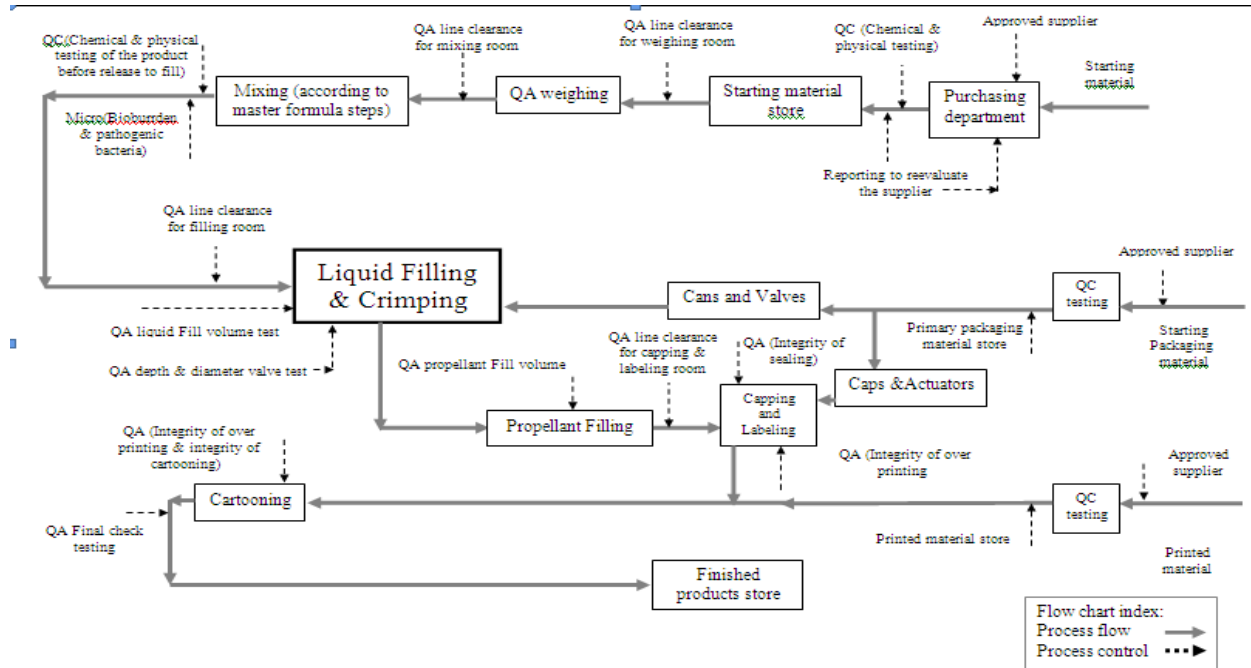 QA line clearance
for mixing room
QA line clearance
for weighing room
QC (Chemical &
physical testing)
Approved supplier
QC(Chemical & physical
testing of the product
before release to fill)
Starting
material
Mixing (according to
master formula steps)
QA weighing
Starting material
store
Purchasing
department
Micro(Bioburrden
& pathogenic
bacteria)
Reporting to reevaluate
the supplier
QA line clearance
for filling room
Liquid Filling
& Crimping
Cans and Valves
QC
testing
Approved supplier
QA liquid Fill volume test
QA depth & diameter valve test
QA propellant Fill volume
QA line clearance
for capping &
labeling room
QA (Integrity of
sealing)
Primary packaging
material store
Starting
Packaging
material
Caps &Actuators
Propellant Filling
Capping
and
Labeling
QA (Integrity of over
printing & integrity of
cartooning)
QA (Integrity of over
printing
Approved
supplier
Cartooning
QC
testing
QA Final check
testing
Printed material store
Printed
material
Finished
products store
Flow chart index:
Process flow
Process control